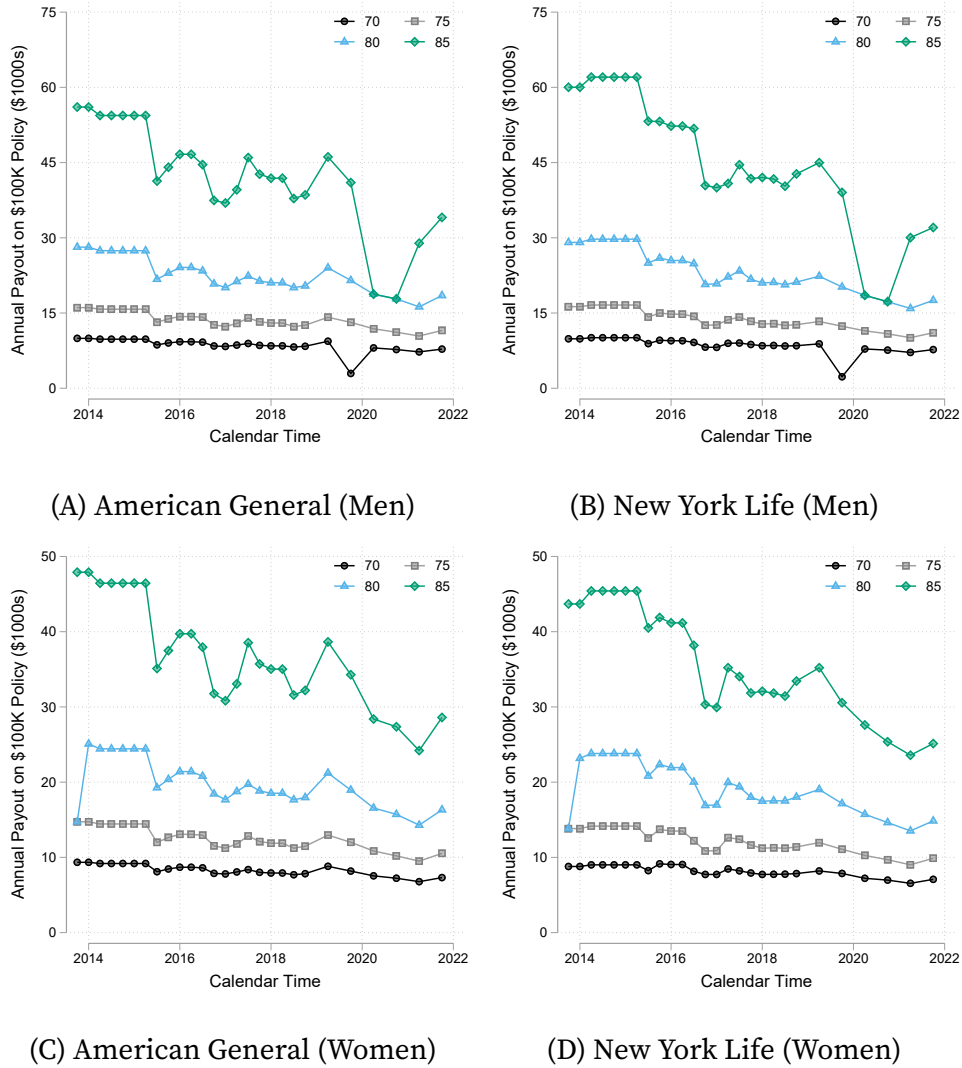 70 75
80 85
75
60
45
30
15
0
Annual Payout on $100K Policy ($1000s)
2014 2016 2018 2020 2022
Calendar Time
(A) American General (Men)
70 75
80 85
75
60
45
30
15
0
Annual Payout on $100K Policy ($1000s)
2014 2016 2018 2020 2022
Calendar Time
(B) New York Life (Men)
70 75
80 85
50
40
30
20
10
0
Annual Payout on $100K Policy ($1000s)
2014 2016 2018 2020 2022
Calendar Time
(C) American General (Women)
70 75
80 85
50
40
30
20
10
0
Annual Payout on $100K Policy ($1000s)
2014 2016 2018 2020 2022
Calendar Time
(D) New York Life (Women)